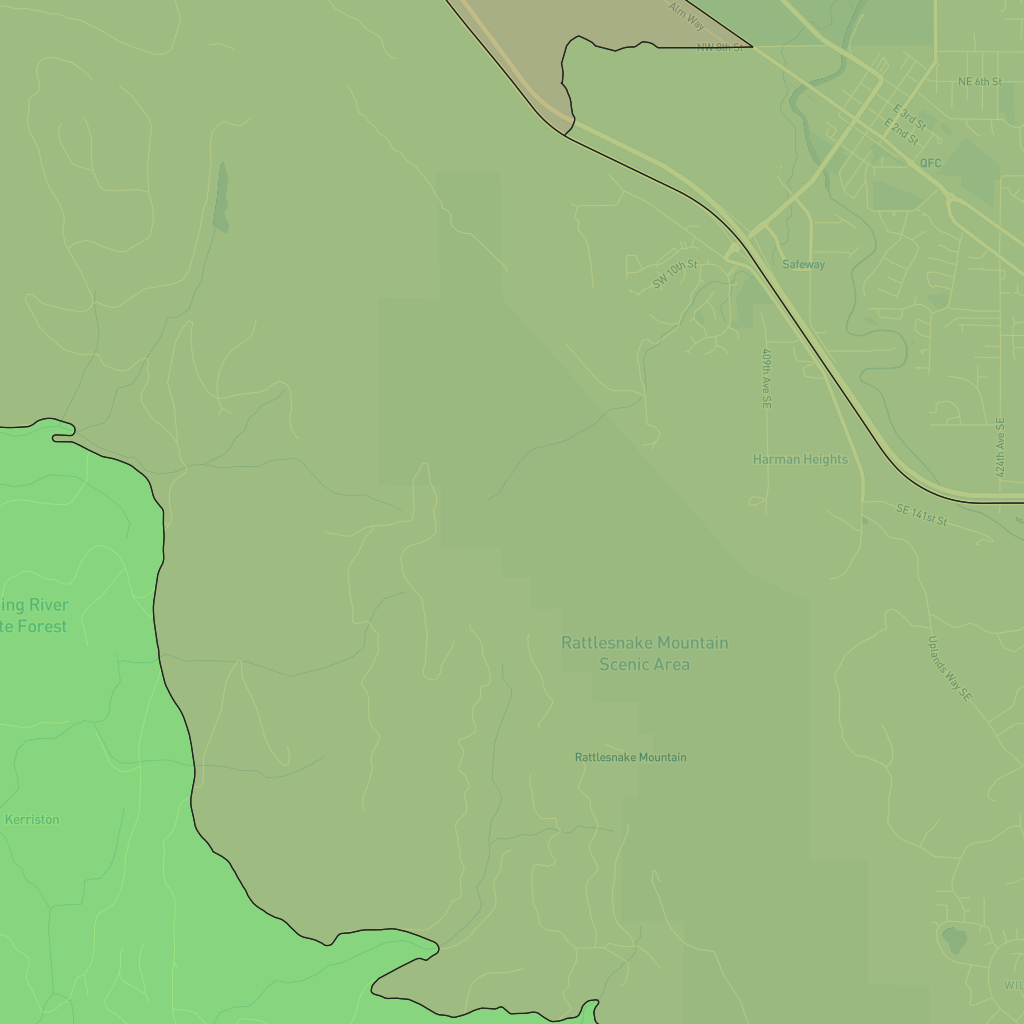 Alm Way
NW 8th St
NE 6th St
E 3rd St
E 2nd St
QFC
Safeway
SW 10th St
409th Ave SE
424th Ave SE
Harman Heights
SE 141st St
ing River
te Forest
Rattlesnake Mountain
Scenic Area
Uplands Way SE
Rattlesnake Mountain
Kerriston
WIL